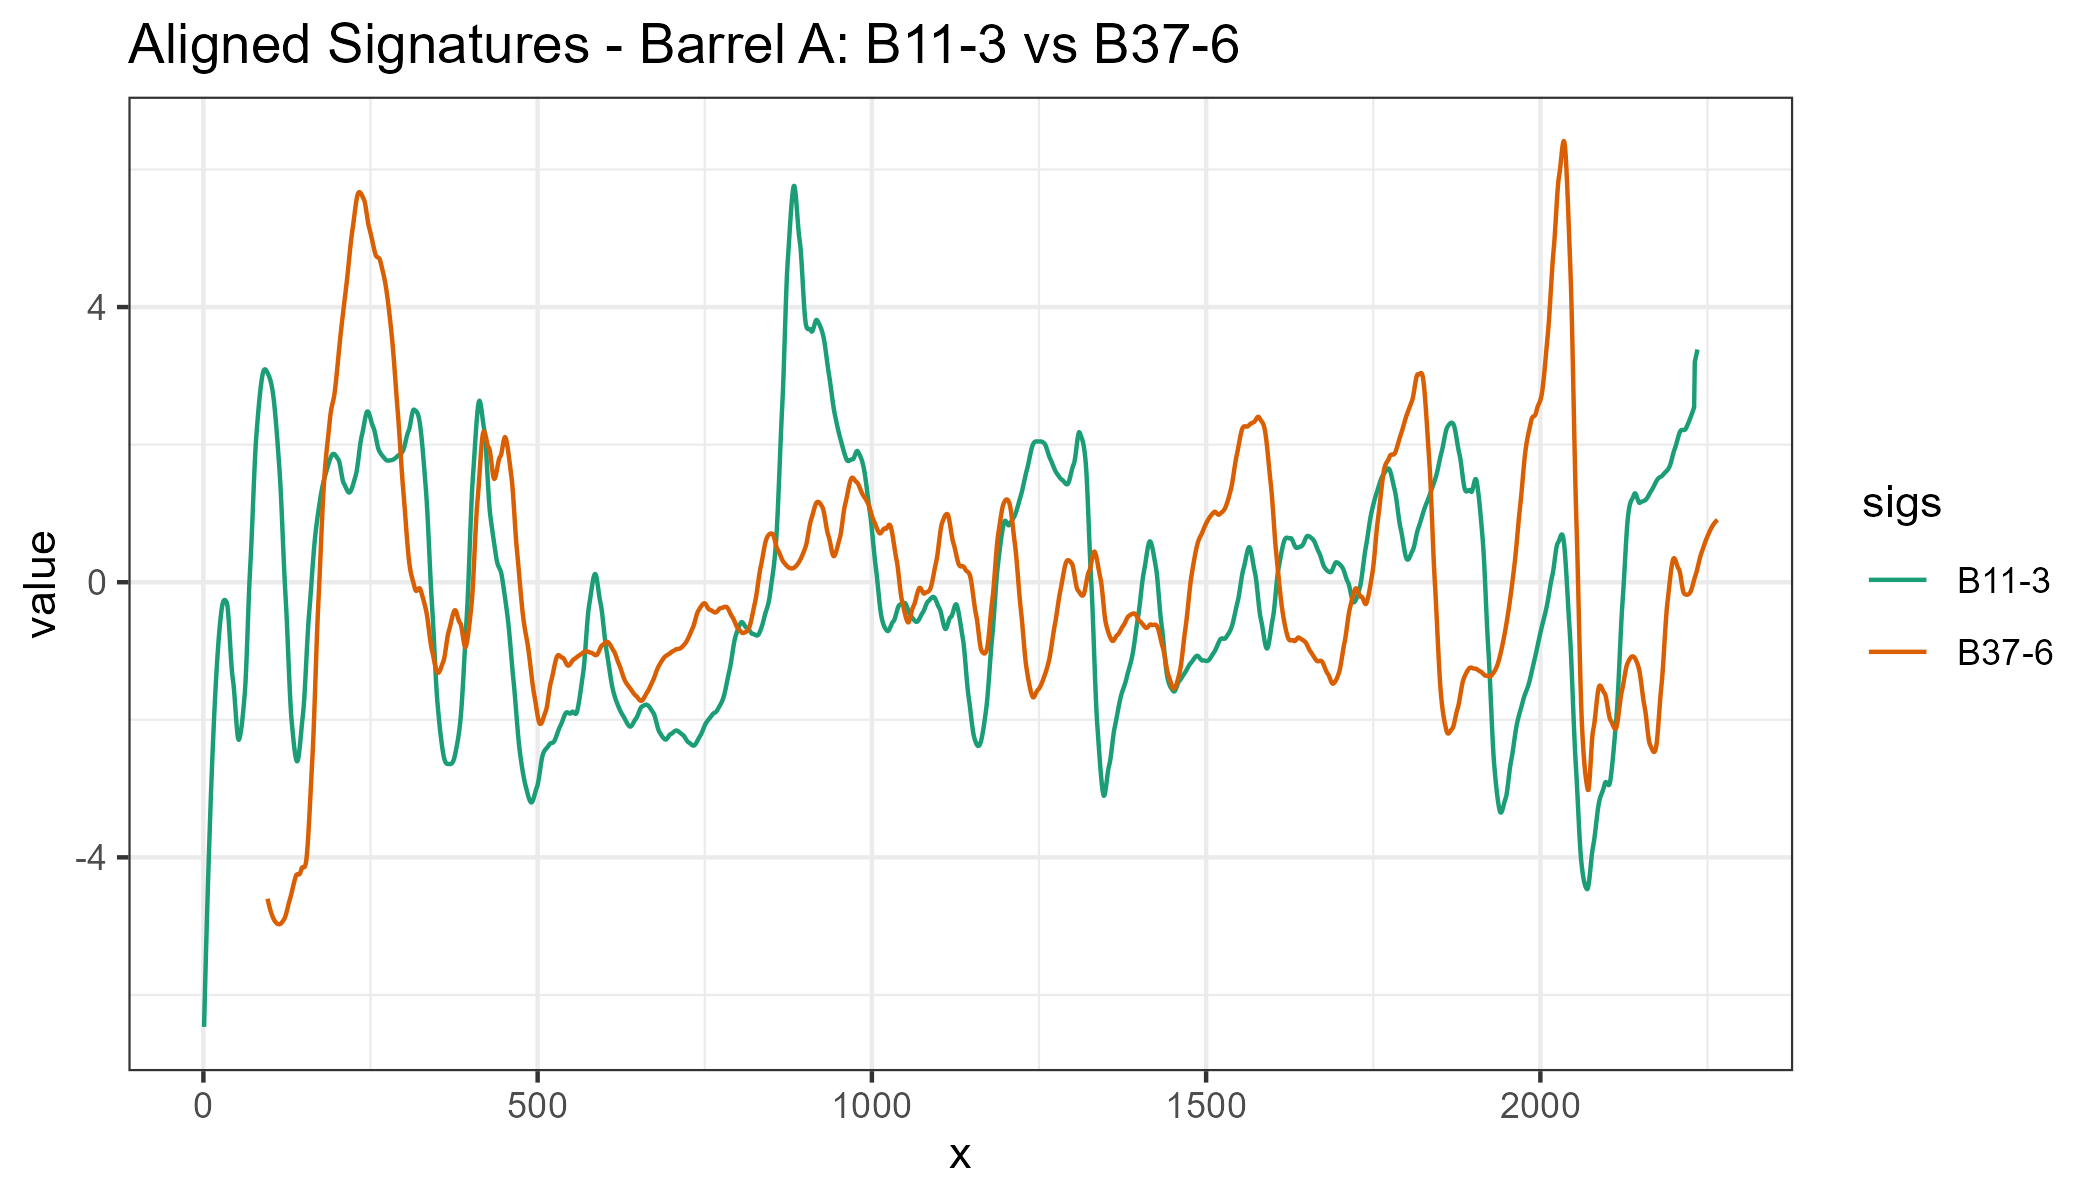 Aligned Signatures - Barrel A: B11-3 vs B37-6
value
4
0
-4
0 500 1000 1500 2000
x
sigs
B11-3
B37-6